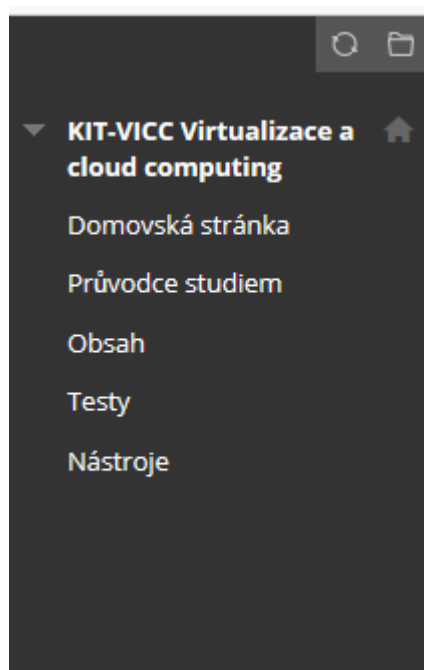 KIT-VICC Virtualizace a
cloud computing
Domovská stránka
Průvodce studiem
Obsah
Testy
Nástroje